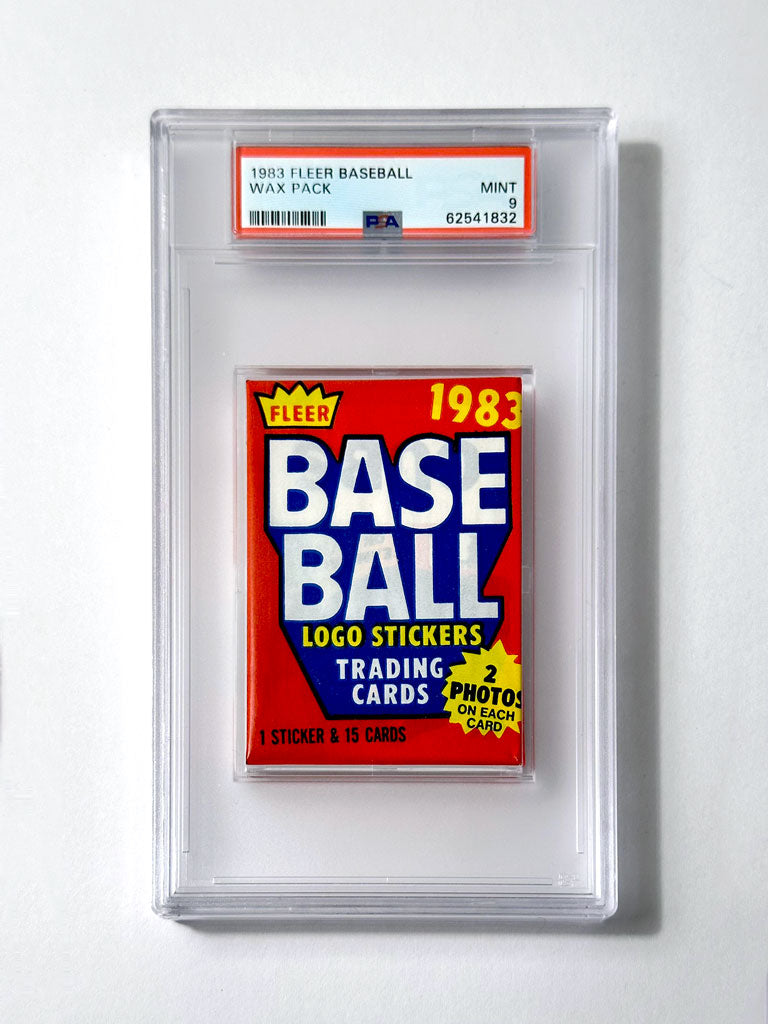 1983 FLEER BASEBALL
WAX PACK
MINT
9
PSA
62541832
FLEER
1983
BASE
BALL
LOGO STICKERS
TRADING
CARDS
2
PHOTOS
ON EACH
CARD
1 STICKER & 15 CARDS